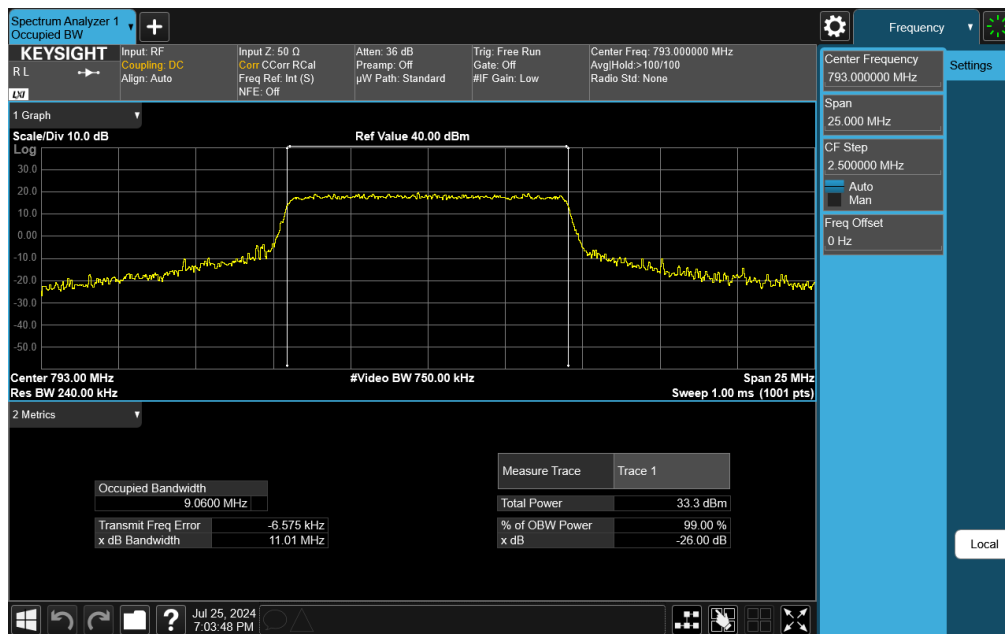 Spectrum Analyzer 1
Occupied BW
Frequency
KEYSIGHT
R L
LXI
Input: RF
Coupling: DC
Align: Auto
Input Z: 50 Ω
Corr CCorr RCal
Freq Ref: Int (S)
NFE: Off
Atten: 36 dB
Preamp: Off
µW Path: Standard
Trig: Free Run
Gate: Off
#IF Gain: Low
Center Freq: 793.000000 MHz
Avg|Hold:>100/100
Radio Std: None
Center Frequency
793.000000 MHz
Settings
Span
25.000 MHz
CF Step
2.500000 MHz
Auto
Man
Freq Offset
0 Hz
1 Graph
Scale/Div 10.0 dB
Ref Value 40.00 dBm
Log
30.0
20.0
10.0
0.00
-10.0
-20.0
-30.0
-40.0
-50.0
Center 793.00 MHz
#Video BW 750.00 kHz
Span 25 MHz
Res BW 240.00 kHz
Sweep 1.00 ms (1001 pts)
2 Metrics
Measure Trace Trace 1
Occupied Bandwidth
9.0600 MHz
Total Power 33.3 dBm
Transmit Freq Error -6.575 kHz
% of OBW Power 99.00 %
x dB Bandwidth 11.01 MHz
x dB -26.00 dB
Local
?
Jul 25, 2024
7:03:48 PM